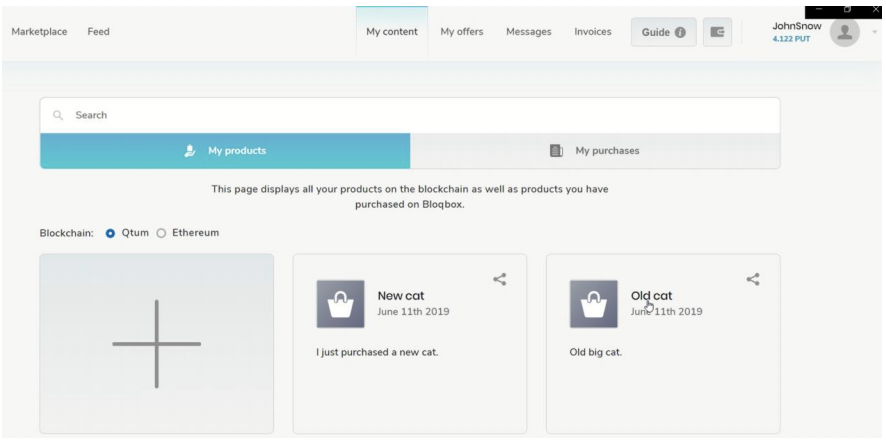 Marketplace Feed My content My offers Messages Invoices Guide JohnSnow
4.122 PUT
Search
My products My purchases
This page displays all your products on the blockchain as well as products you have
purchased on Bloqbox.
Blockchain: Qtum Ethereum
New cat
June 11th 2019
I just purchased a new cat.
Old cat
June 11th 2019
Old big cat.